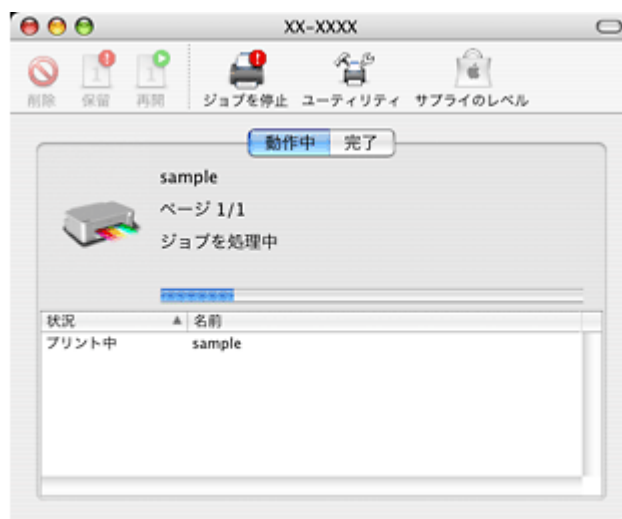 XX-XXXX
削除 保留 再開 ジョブを停止 ユーティリティ サプライのレベル
動作中 完了
sample
ページ 1/1
ジョブを処理中
状況 名前
プリント中 sample